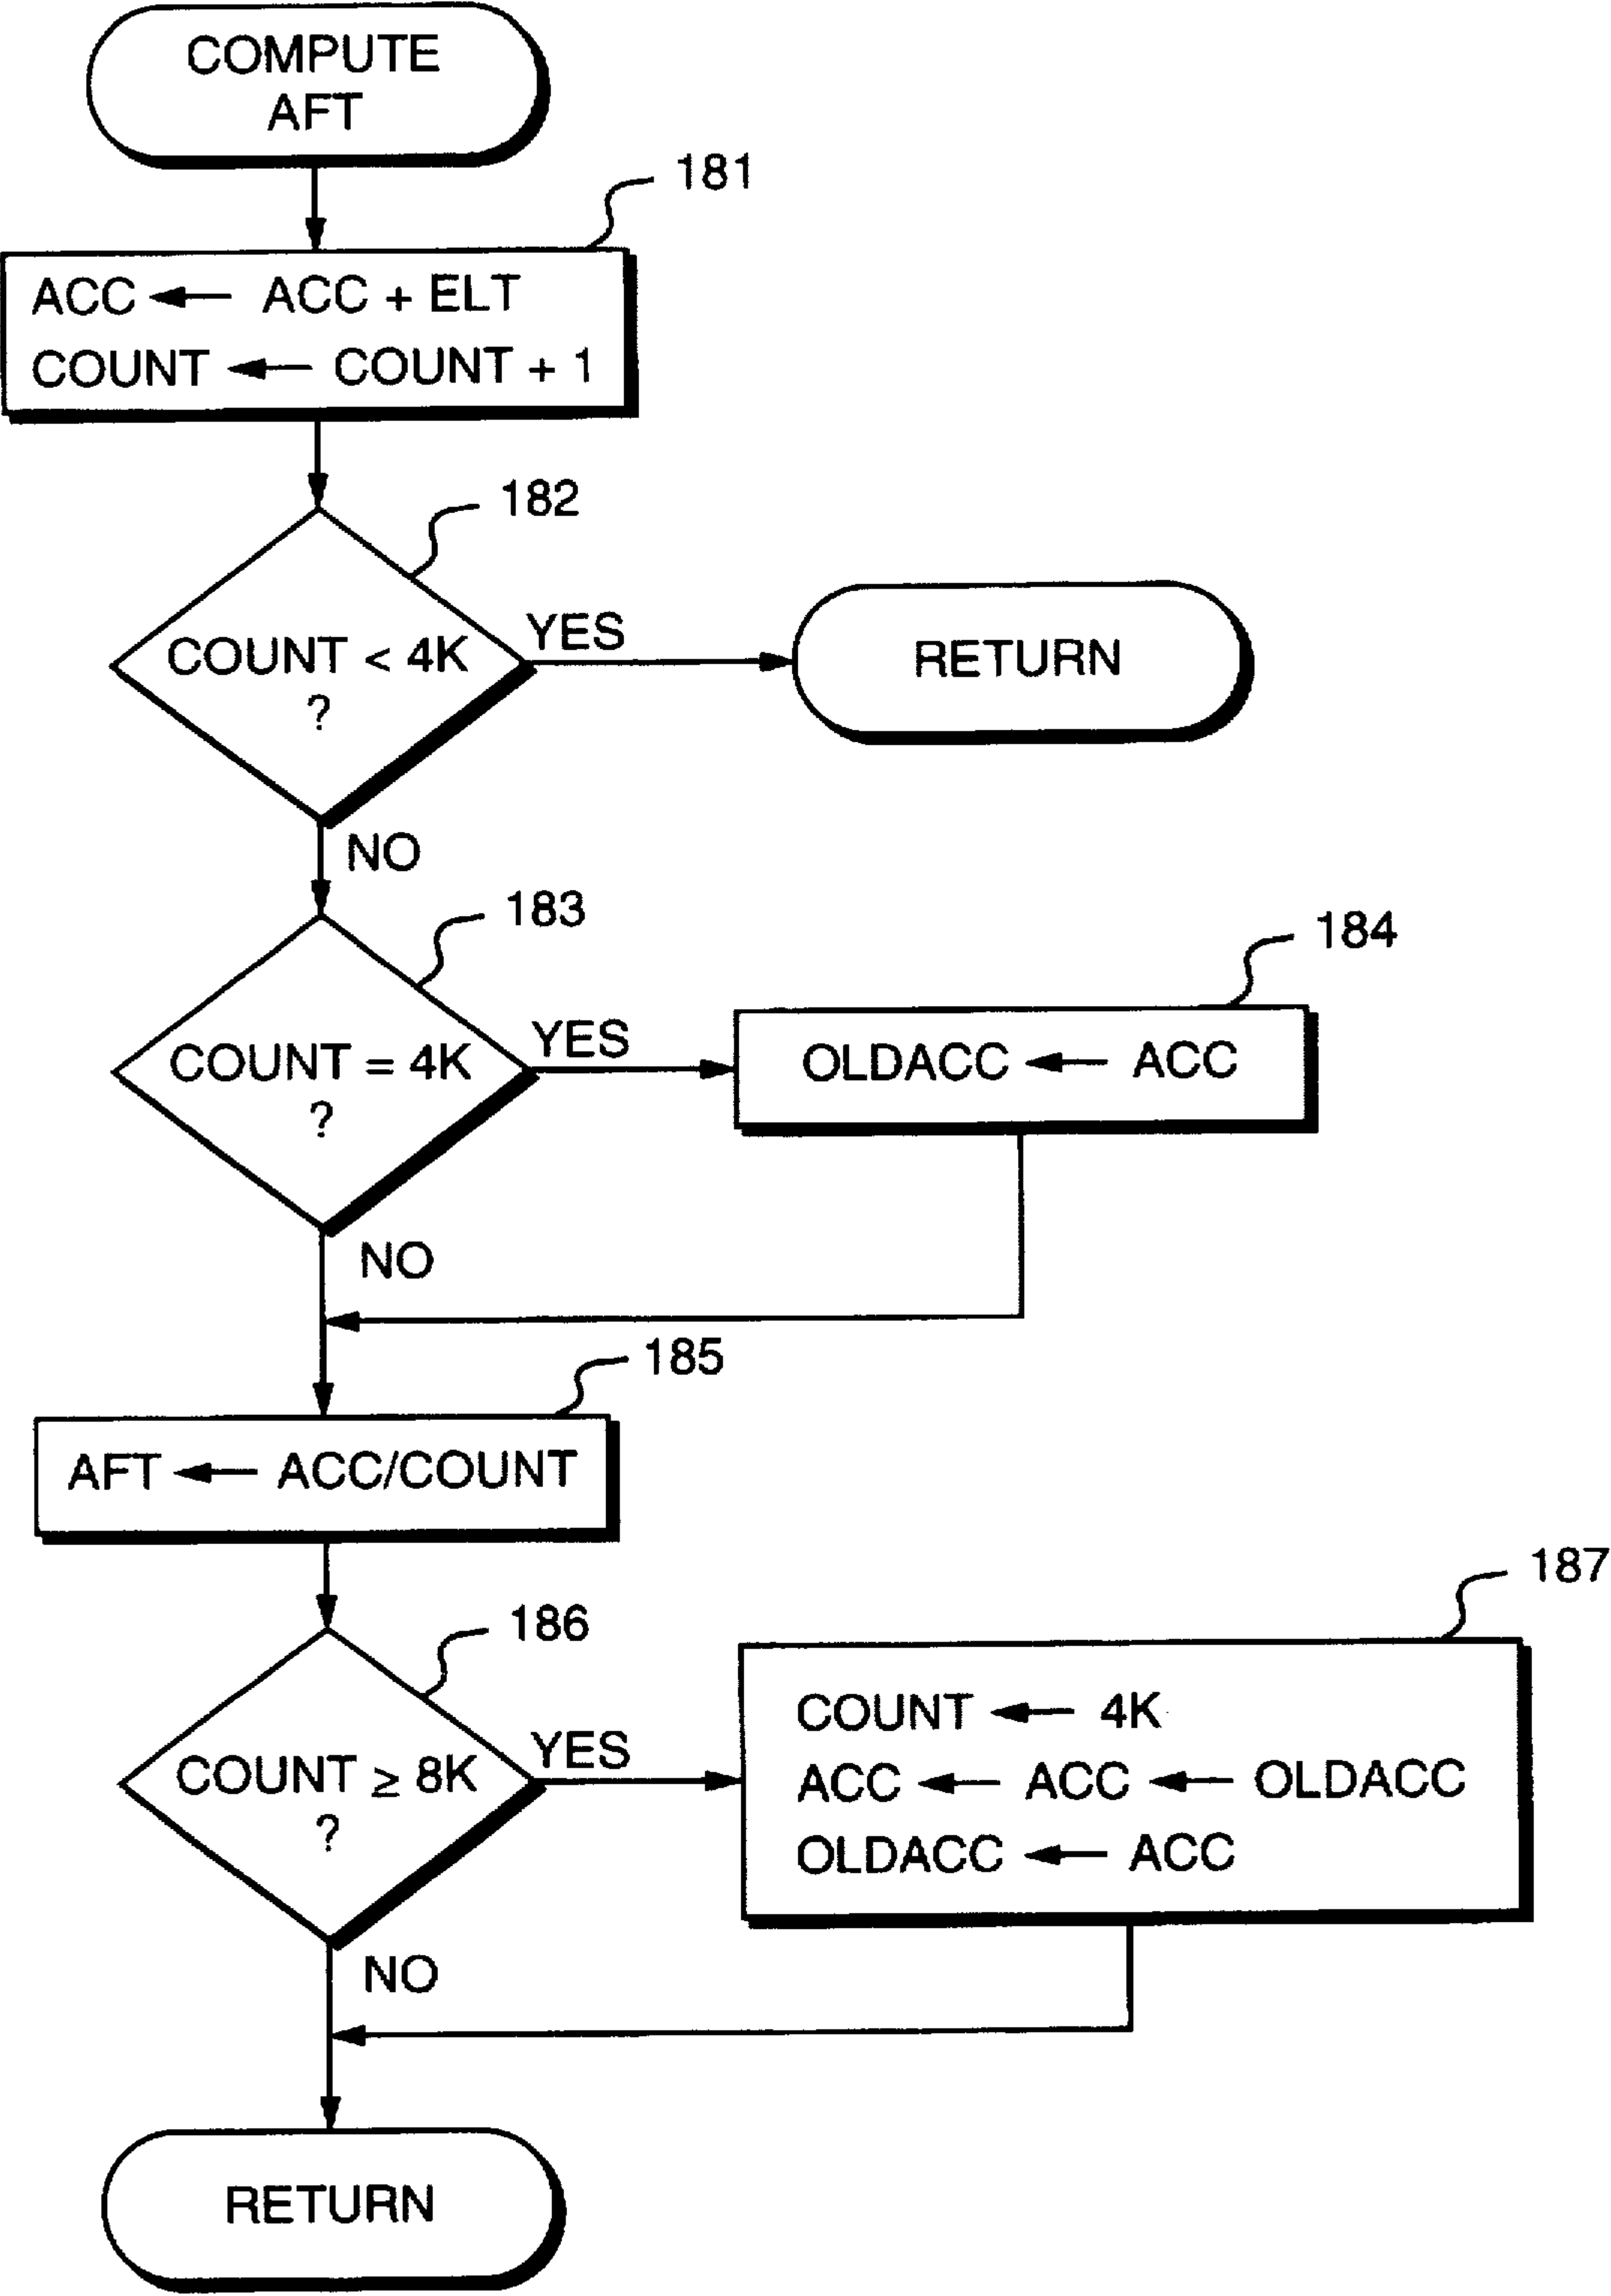 COMPUTE
AFT
181
ACC ← ACC + ELT
COUNT ← COUNT + 1
182
COUNT < 4K
?
YES
RETURN
NO
183
COUNT = 4K
?
YES
184
OLDACC ← ACC
NO
185
AFT ← ACC/COUNT
186
COUNT ≥ 8K
?
YES
187
COUNT ← 4K
ACC ← ACC ← OLDACC
OLDACC ← ACC
NO
RETURN